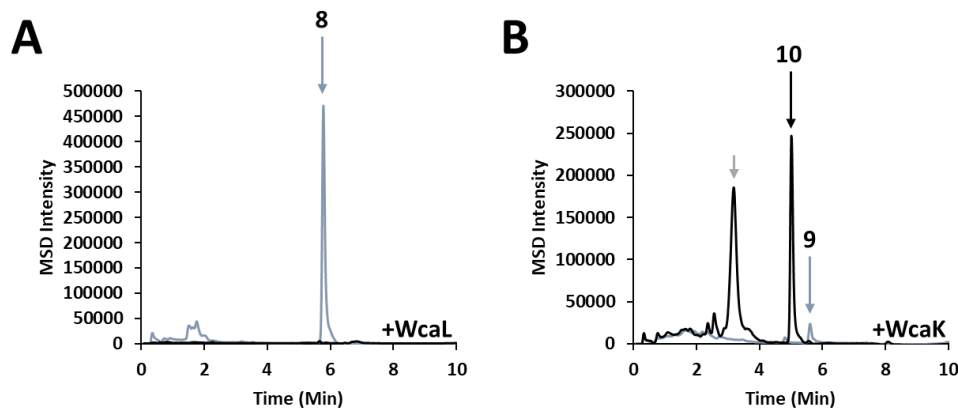 A
8
500000
450000
400000
350000
300000
250000
200000
150000
100000
50000
0
MSD Intensity
+WcaL
0 2 4 6 8 10
Time (Min)
B
10
9
300000
250000
200000
150000
100000
50000
0
MSD Intensity
+WcaK
0 2 4 6 8 10
Time (Min)